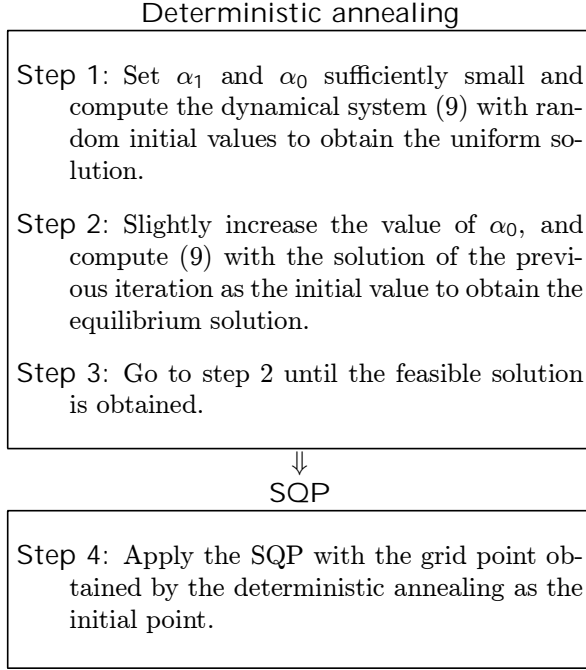 Deterministic annealing
Step 1: Set α₁ and α₀ sufficiently small and
compute the dynamical system (9) with ran-
dom initial values to obtain the uniform so-
lution.
Step 2: Slightly increase the value of α₀, and
compute (9) with the solution of the previ-
ous iteration as the initial value to obtain the
equilibrium solution.
Step 3: Go to step 2 until the feasible solution
is obtained.
⇓
SQP
Step 4: Apply the SQP with the grid point ob-
tained by the deterministic annealing as the
initial point.